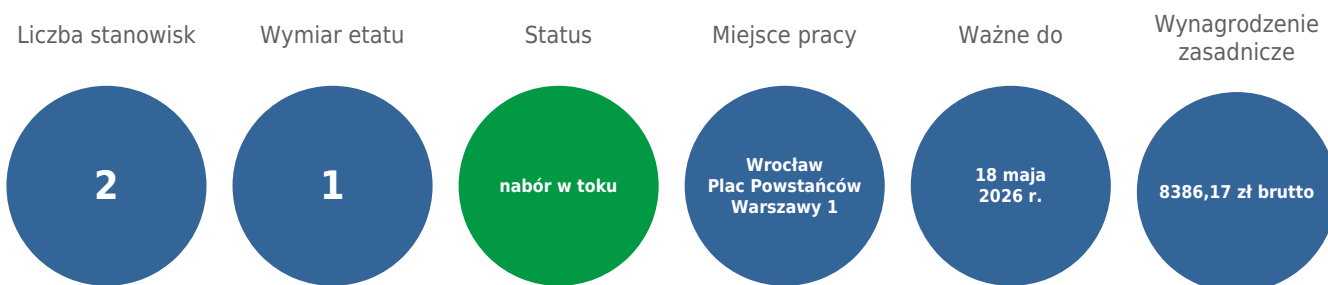 Liczba stanowisk
2
Wymiar etatu
1
Status
nabór w toku
Miejsce pracy
Wrocław
Plac Powstańców
Warszawy 1
Ważne do
18 maja
2026 r.
Wynagrodzenie
zasadnicze
8386,17 zł brutto